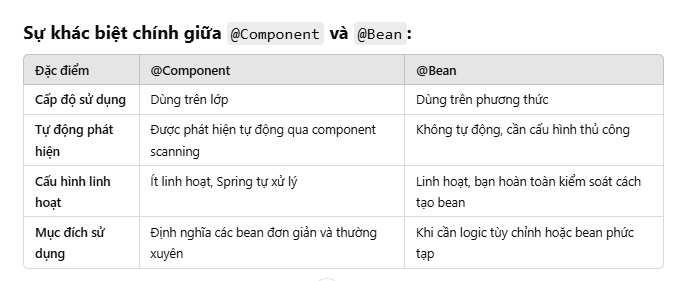 Sự khác biệt chính giữa @Component và @Bean:
Đặc điểm @Component @Bean
Cấp độ sử dụng Dùng trên lớp Dùng trên phương thức
Tự động phát
hiện
Được phát hiện tự động qua component
scanning
Không tự động, cần cấu hình thủ công
Cấu hình linh
hoạt
Ít linh hoạt, Spring tự xử lý
Linh hoạt, bạn hoàn toàn kiểm soát cách
tạo bean
Mục đích sử
dụng
Định nghĩa các bean đơn giản và thường
xuyên
Khi cần logic tùy chỉnh hoặc bean phức
tạp